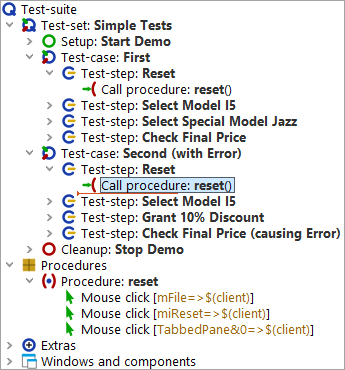 Test-suite
Test-set: Simple Tests
Setup: Start Demo
Test-case: First
Test-step: Reset
Call procedure: reset()
Test-step: Select Model I5
Test-step: Select Special Model Jazz
Test-step: Check Final Price
Test-case: Second (with Error)
Test-step: Reset
Call procedure: reset()
Test-step: Select Model I5
Test-step: Grant 10% Discount
Test-step: Check Final Price (causing Error)
Cleanup: Stop Demo
Procedures
Procedure: reset
Mouse click [mFile=>$(client)]
Mouse click [miReset=>$(client)]
Mouse click [TabbedPane&0=>$(client)]
Extras
Windows and components